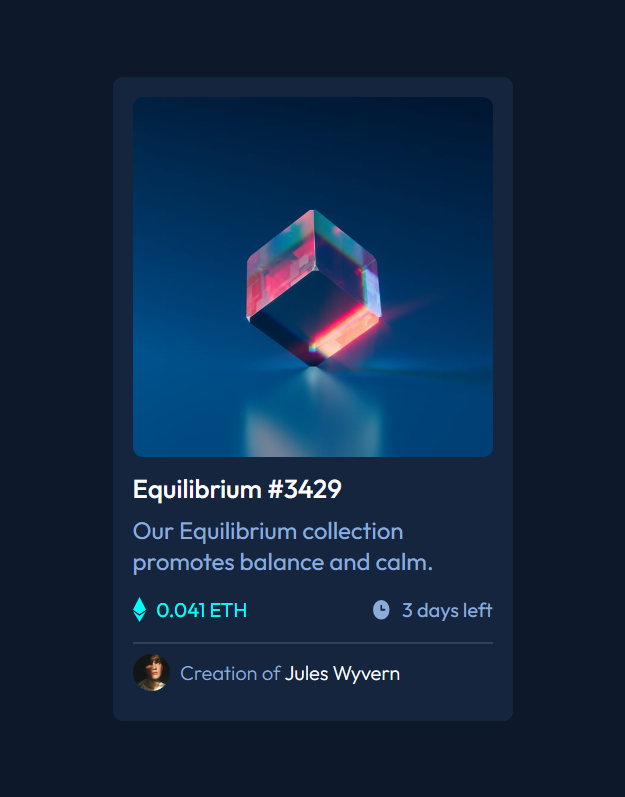 Equilibrium #3429
Our Equilibrium collection
promotes balance and calm.
0.041 ETH
3 days left
Creation of Jules Wyvern